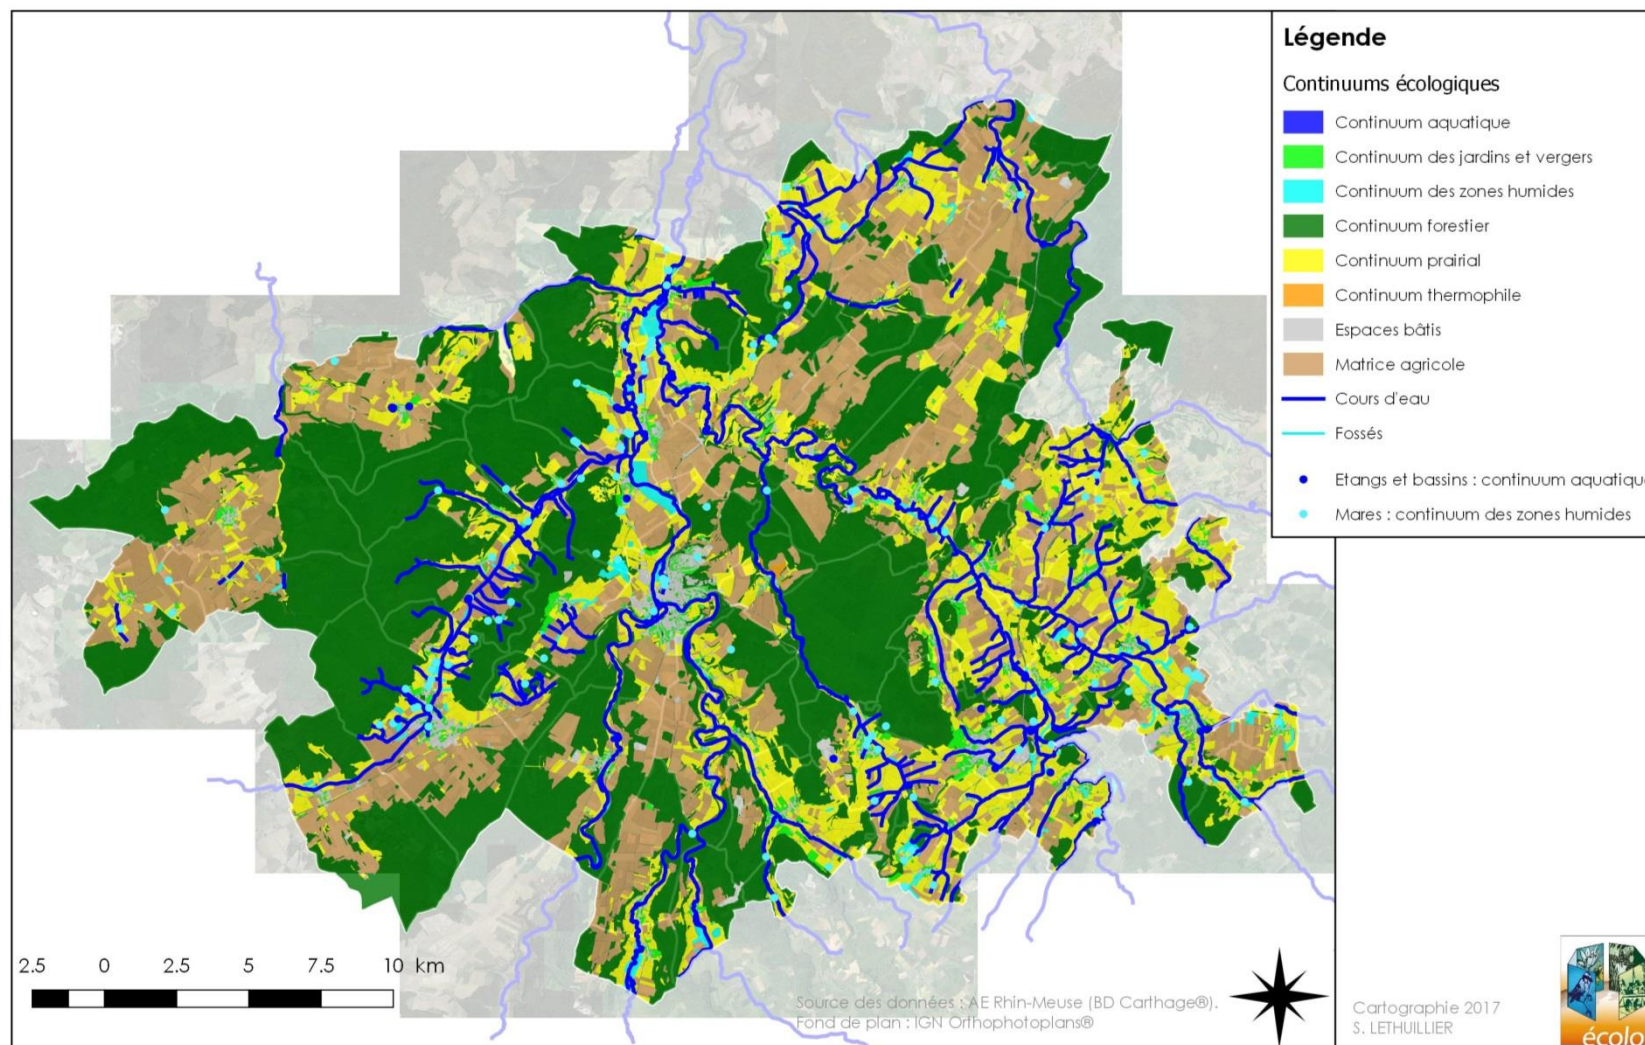 Légende
Continuums écologiques
Continuum aquatique
Continuum des jardins et vergers
Continuum des zones humides
Continuum forestier
Continuum prairial
Continuum thermophile
Espaces bâtis
Matrice agricole
Cours d'eau
Fossés
Etangs et bassins : continuum aquatique
Mares : continuum des zones humides
2.5 0 2.5 5 7.5 10 km
Source des données : AE Rhin-Meuse (BD Carthage®).
Fond de plan : IGN Orthophotoplans®
Cartographie 2017
S. LETHUILLIER
écolo